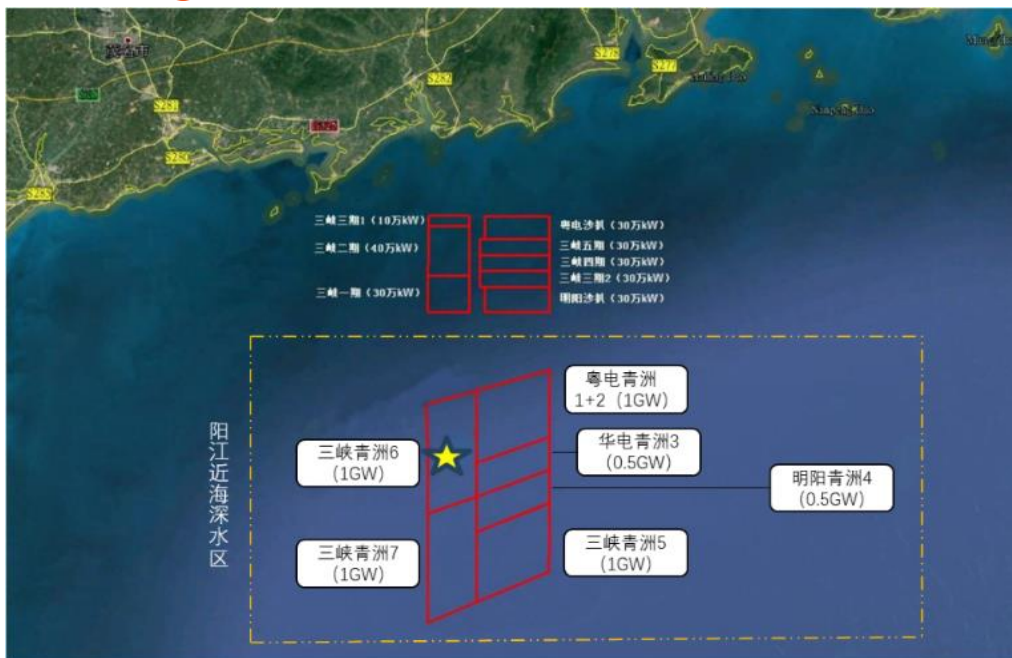 茂名市
S278
S277
S282
S281
S280
S285
三峡三期1（10万kW）
三峡二期（40万kW）
三峡一期（30万kW）
粤电沙扒（30万kW）
三峡五期（30万kW）
三峡四期（30万kW）
三峡三期2（30万kW）
明阳沙扒（30万kW）
阳江近海深水区
粤电青洲
1+2（1GW）
华电青洲3
（0.5GW）
明阳青洲4
（0.5GW）
三峡青洲6
（1GW）
三峡青洲7
（1GW）
三峡青洲5
（1GW）